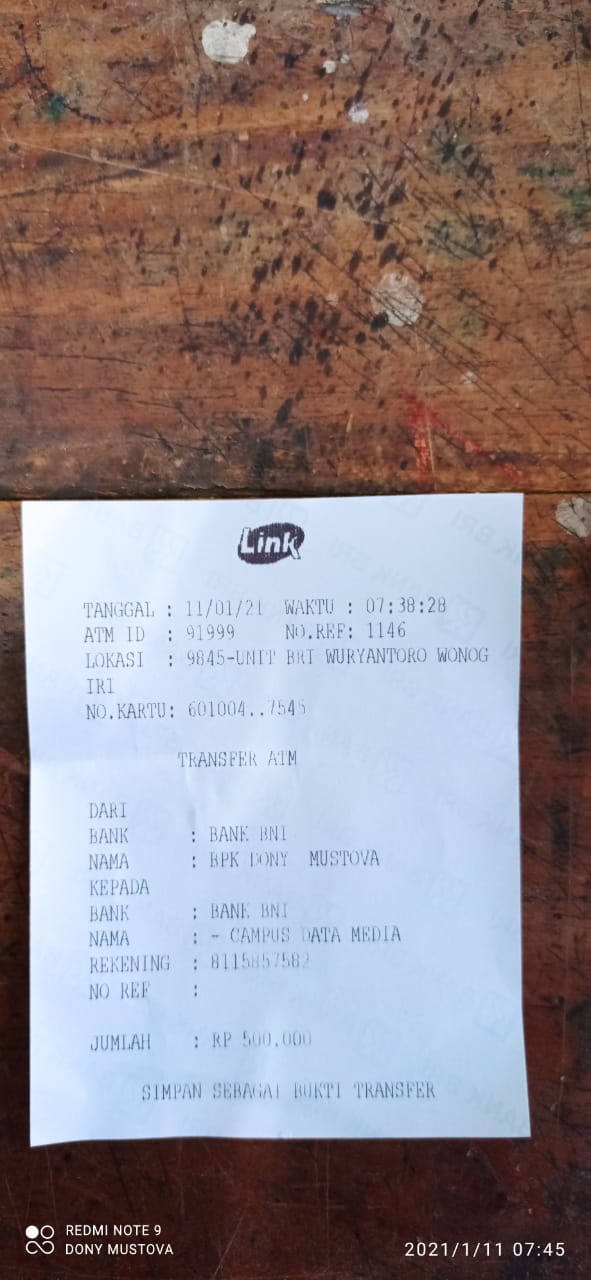 Link
TANGGAL : 11/01/21 WAKTU : 07:38:28
ATM ID : 91999 NO.REF: 1146
LOKASI : 9845-UNIT BRI WURYANTORO WONOG
IRI
NO.KARTU: 601004..7545
TRANSFER ATM
DARI
BANK : BANK BNI
NAMA : BPK DONY MUSTOVA
KEPADA
BANK : BANK BNI
NAMA : - CAMPUS DATA MEDIA
REKENING : 8115857582
NO REF :
JUMLAH : RP 500.000
SIMPAN SEBAGAI BUKTI TRANSFER
REDMI NOTE 9
DONY MUSTOVA
2021/1/11 07:45